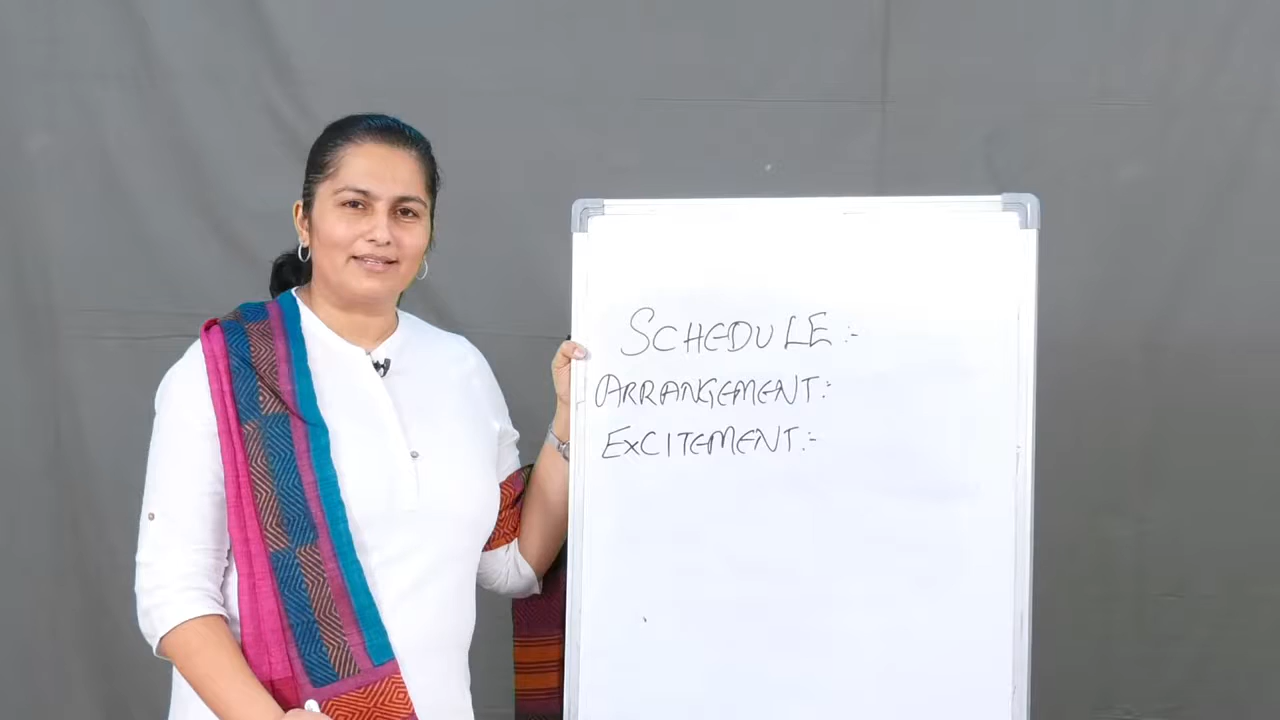 SCHEDULE :-
ARRANGEMENT :-
EXCITEMENT :-